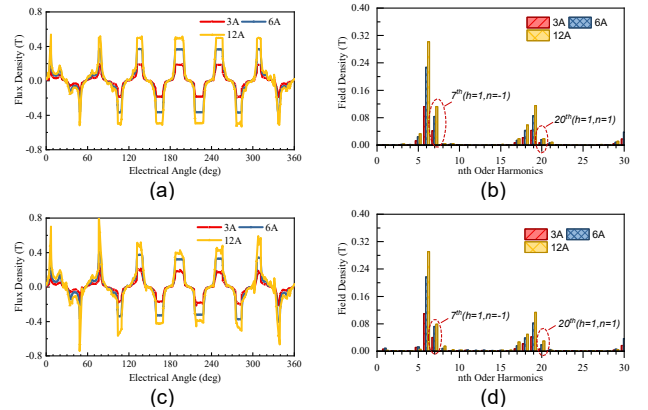 0.8
0.4
0.0
-0.4
-0.8
Flux Density (T)
3A 6A
12A
0 60 120 180 240 300 360
Electrical Angle (deg)
(a)
0.40
0.32
0.24
0.16
0.08
0.00
Field Density (T)
3A 6A
12A
7th(h=1,n=-1)
20th(h=1,n=1)
0 5 10 15 20 25 30
nth Oder Harmonics
(b)
0.8
0.4
0.0
-0.4
-0.8
Flux Density (T)
3A 6A
12A
0 60 120 180 240 300 360
Electrical Angle (deg)
(c)
0.40
0.32
0.24
0.16
0.08
0.00
Field Density (T)
3A 6A
12A
7th(h=1,n=-1)
20th(h=1,n=1)
0 5 10 15 20 25 30
nth Oder Harmonics
(d)